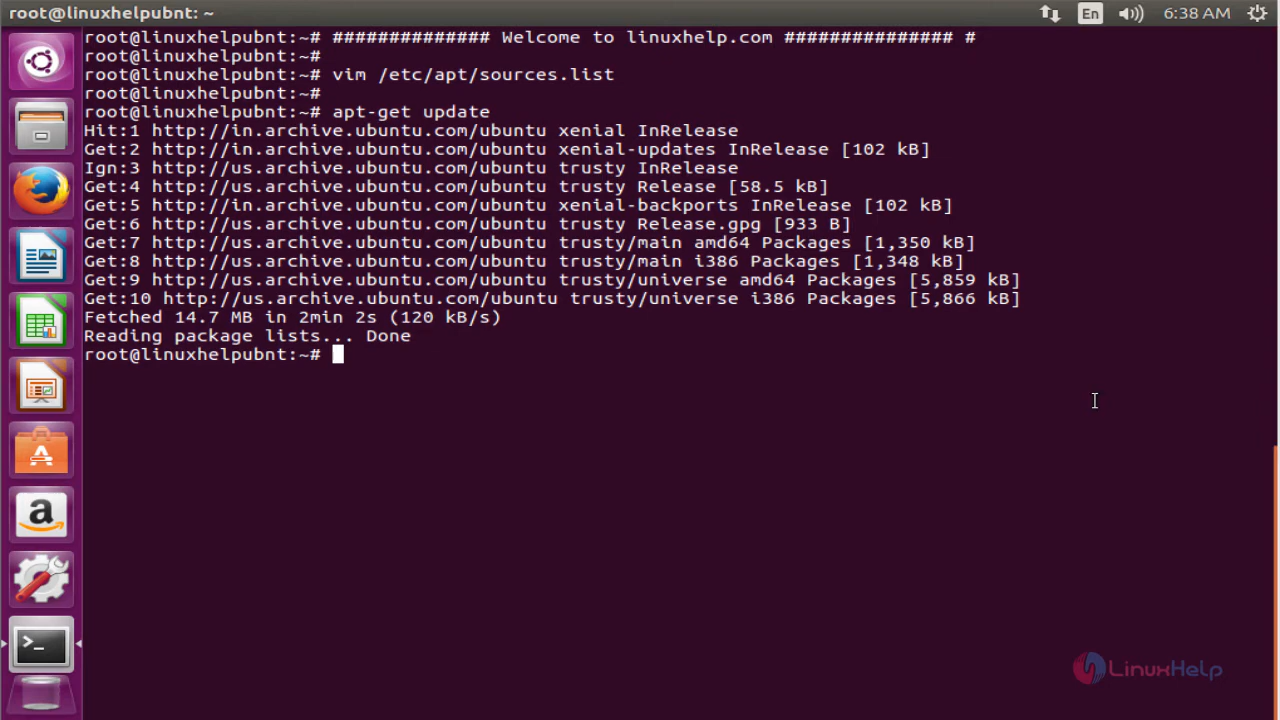 root@linuxhelpubnt: ~
En
6:38 AM
root@linuxhelpubnt:~# ############## Welcome to linuxhelp.com ############### #
root@linuxhelpubnt:~#
root@linuxhelpubnt:~# vim /etc/apt/sources.list
root@linuxhelpubnt:~#
root@linuxhelpubnt:~# apt-get update
Hit:1 http://in.archive.ubuntu.com/ubuntu xenial InRelease
Get:2 http://in.archive.ubuntu.com/ubuntu xenial-updates InRelease [102 kB]
Ign:3 http://us.archive.ubuntu.com/ubuntu trusty InRelease
Get:4 http://us.archive.ubuntu.com/ubuntu trusty Release [58.5 kB]
Get:5 http://in.archive.ubuntu.com/ubuntu xenial-backports InRelease [102 kB]
Get:6 http://us.archive.ubuntu.com/ubuntu trusty Release.gpg [933 B]
Get:7 http://us.archive.ubuntu.com/ubuntu trusty/main amd64 Packages [1,350 kB]
Get:8 http://us.archive.ubuntu.com/ubuntu trusty/main i386 Packages [1,348 kB]
Get:9 http://us.archive.ubuntu.com/ubuntu trusty/universe amd64 Packages [5,859 kB]
Get:10 http://us.archive.ubuntu.com/ubuntu trusty/universe i386 Packages [5,866 kB]
Fetched 14.7 MB in 2min 2s (120 kB/s)
Reading package lists... Done
root@linuxhelpubnt:~#
LinuxHelp